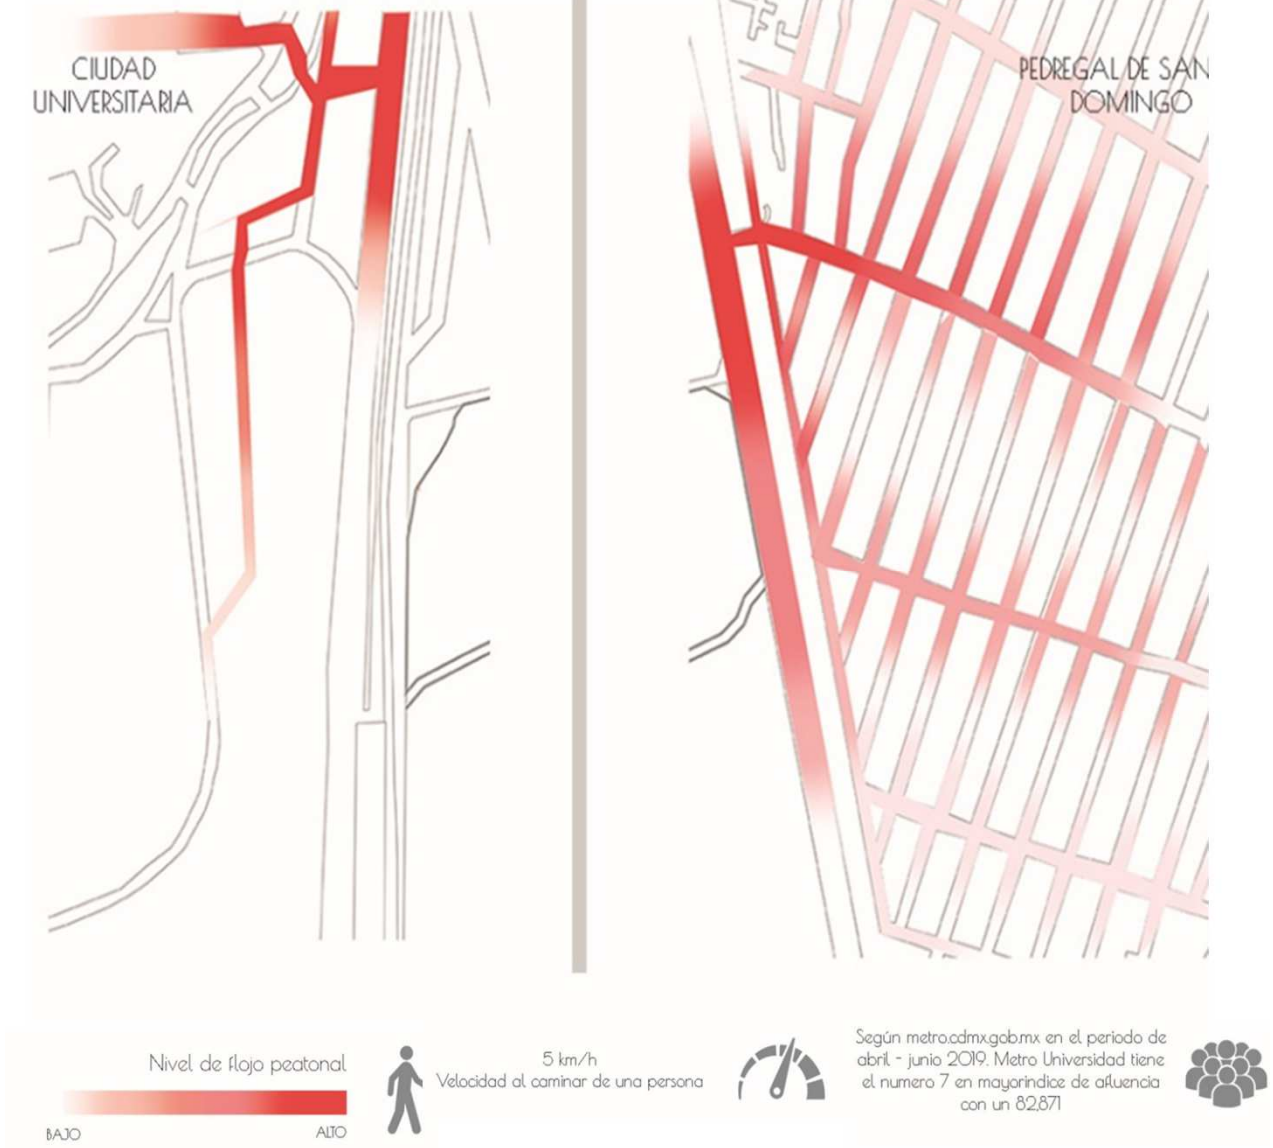 CIUDAD
UNIVERSITARIA
PEDREGAL DE SAN
DOMINGO
Nivel de flojo peatonal
BAJO
ALTO
5 km/h
Velocidad al caminar de una persona
Según metro.cdmx.gob.mx en el periodo de
abril - junio 2019. Metro Universidad tiene
el numero 7 en mayorindice de afluencia
con un 82,871